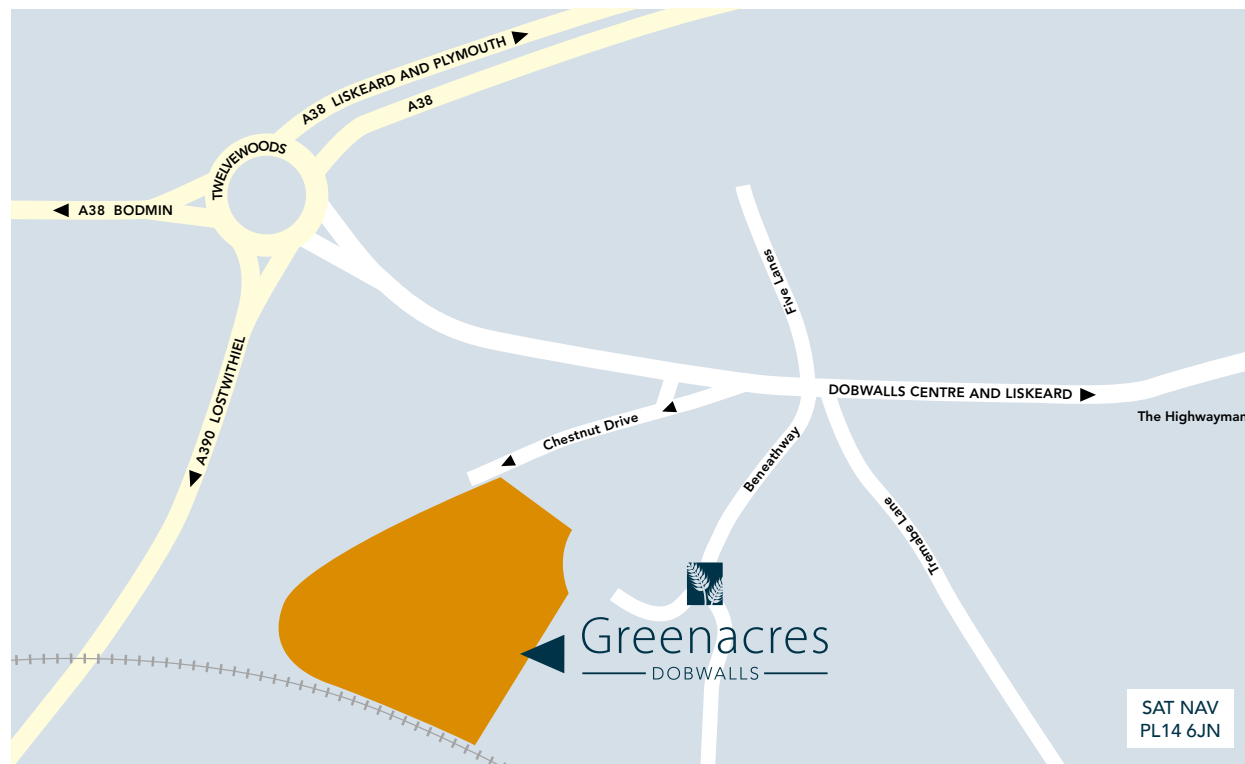 A38 LISKEARD AND PLYMOUTH
A38
TWELVEWOODS
A38 BODMIN
Five Lanes
A390 LOSTWITHIEL
DOBWALLS CENTRE AND LISKEARD
The Highwayman
Chestnut Drive
Beneathway
Tremabe Lane
Greenacres
DOBWALLS
SAT NAV
PL14 6JN